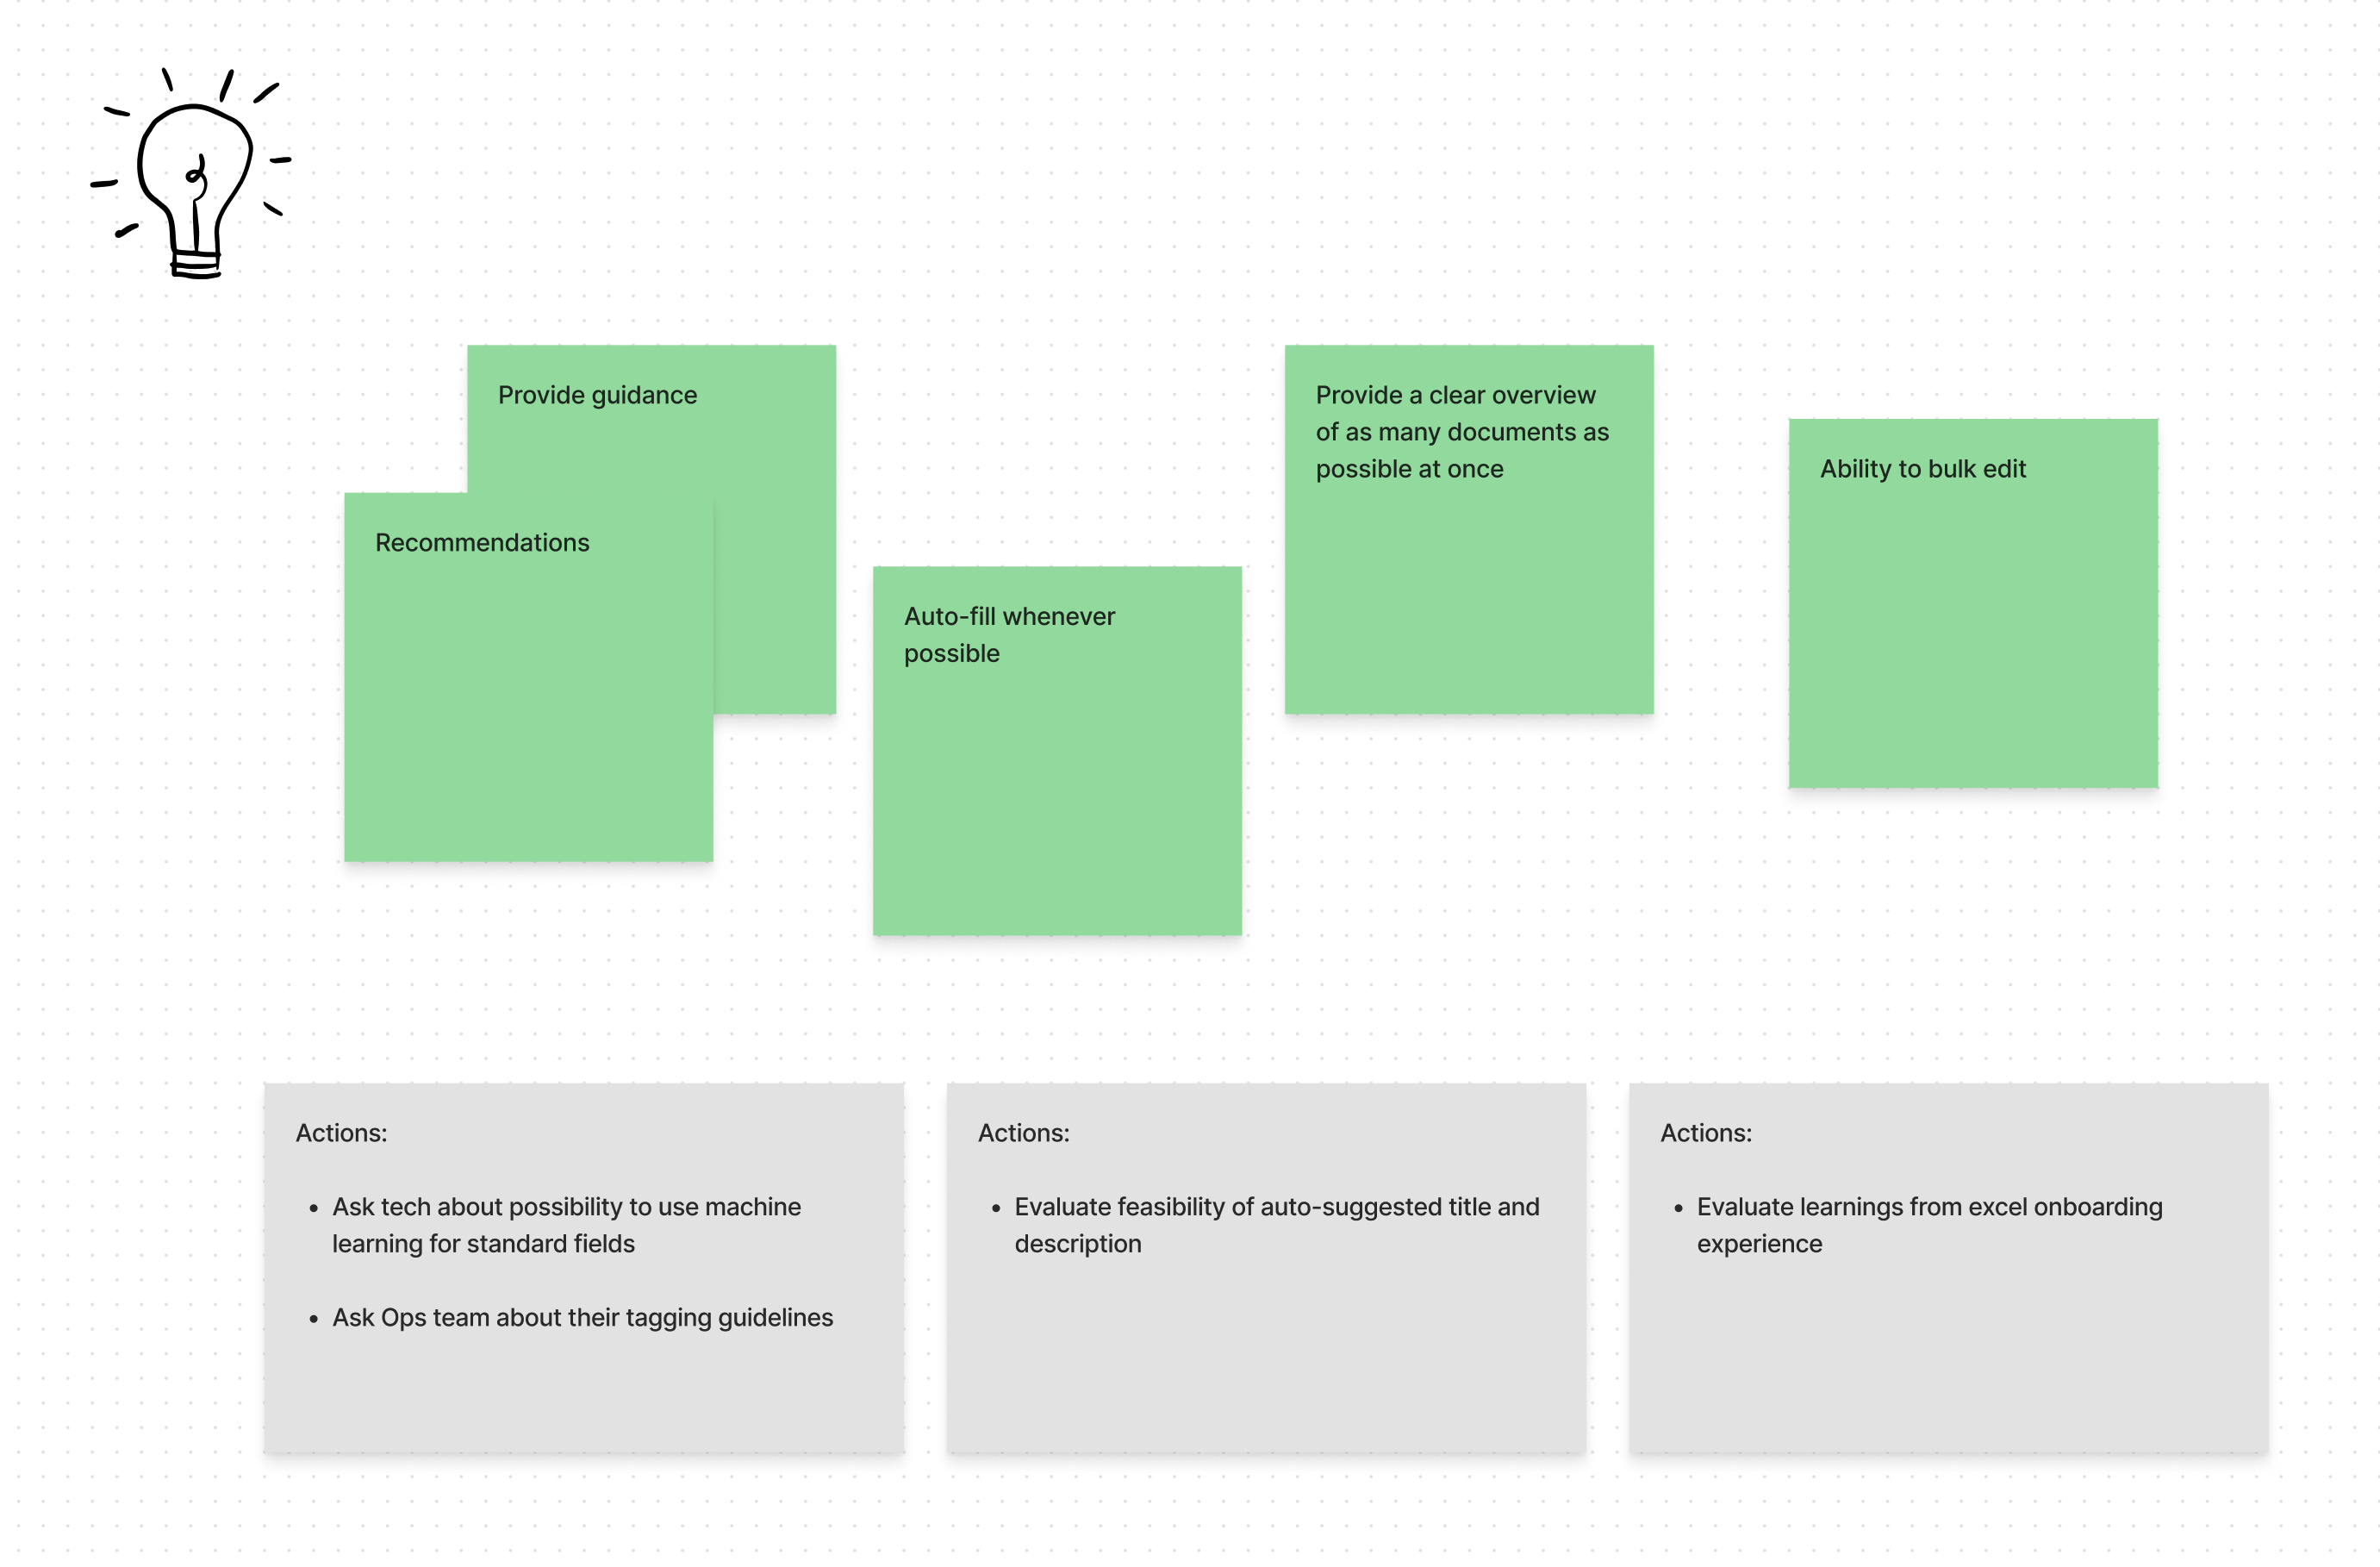 Provide guidance
Recommendations
Auto-fill whenever
possible
Provide a clear overview
of as many documents as
possible at once
Ability to bulk edit
Actions:
• Ask tech about possibility to use machine
learning for standard fields
• Ask Ops team about their tagging guidelines
Actions:
• Evaluate feasibility of auto-suggested title and
description
Actions:
• Evaluate learnings from excel onboarding
experience